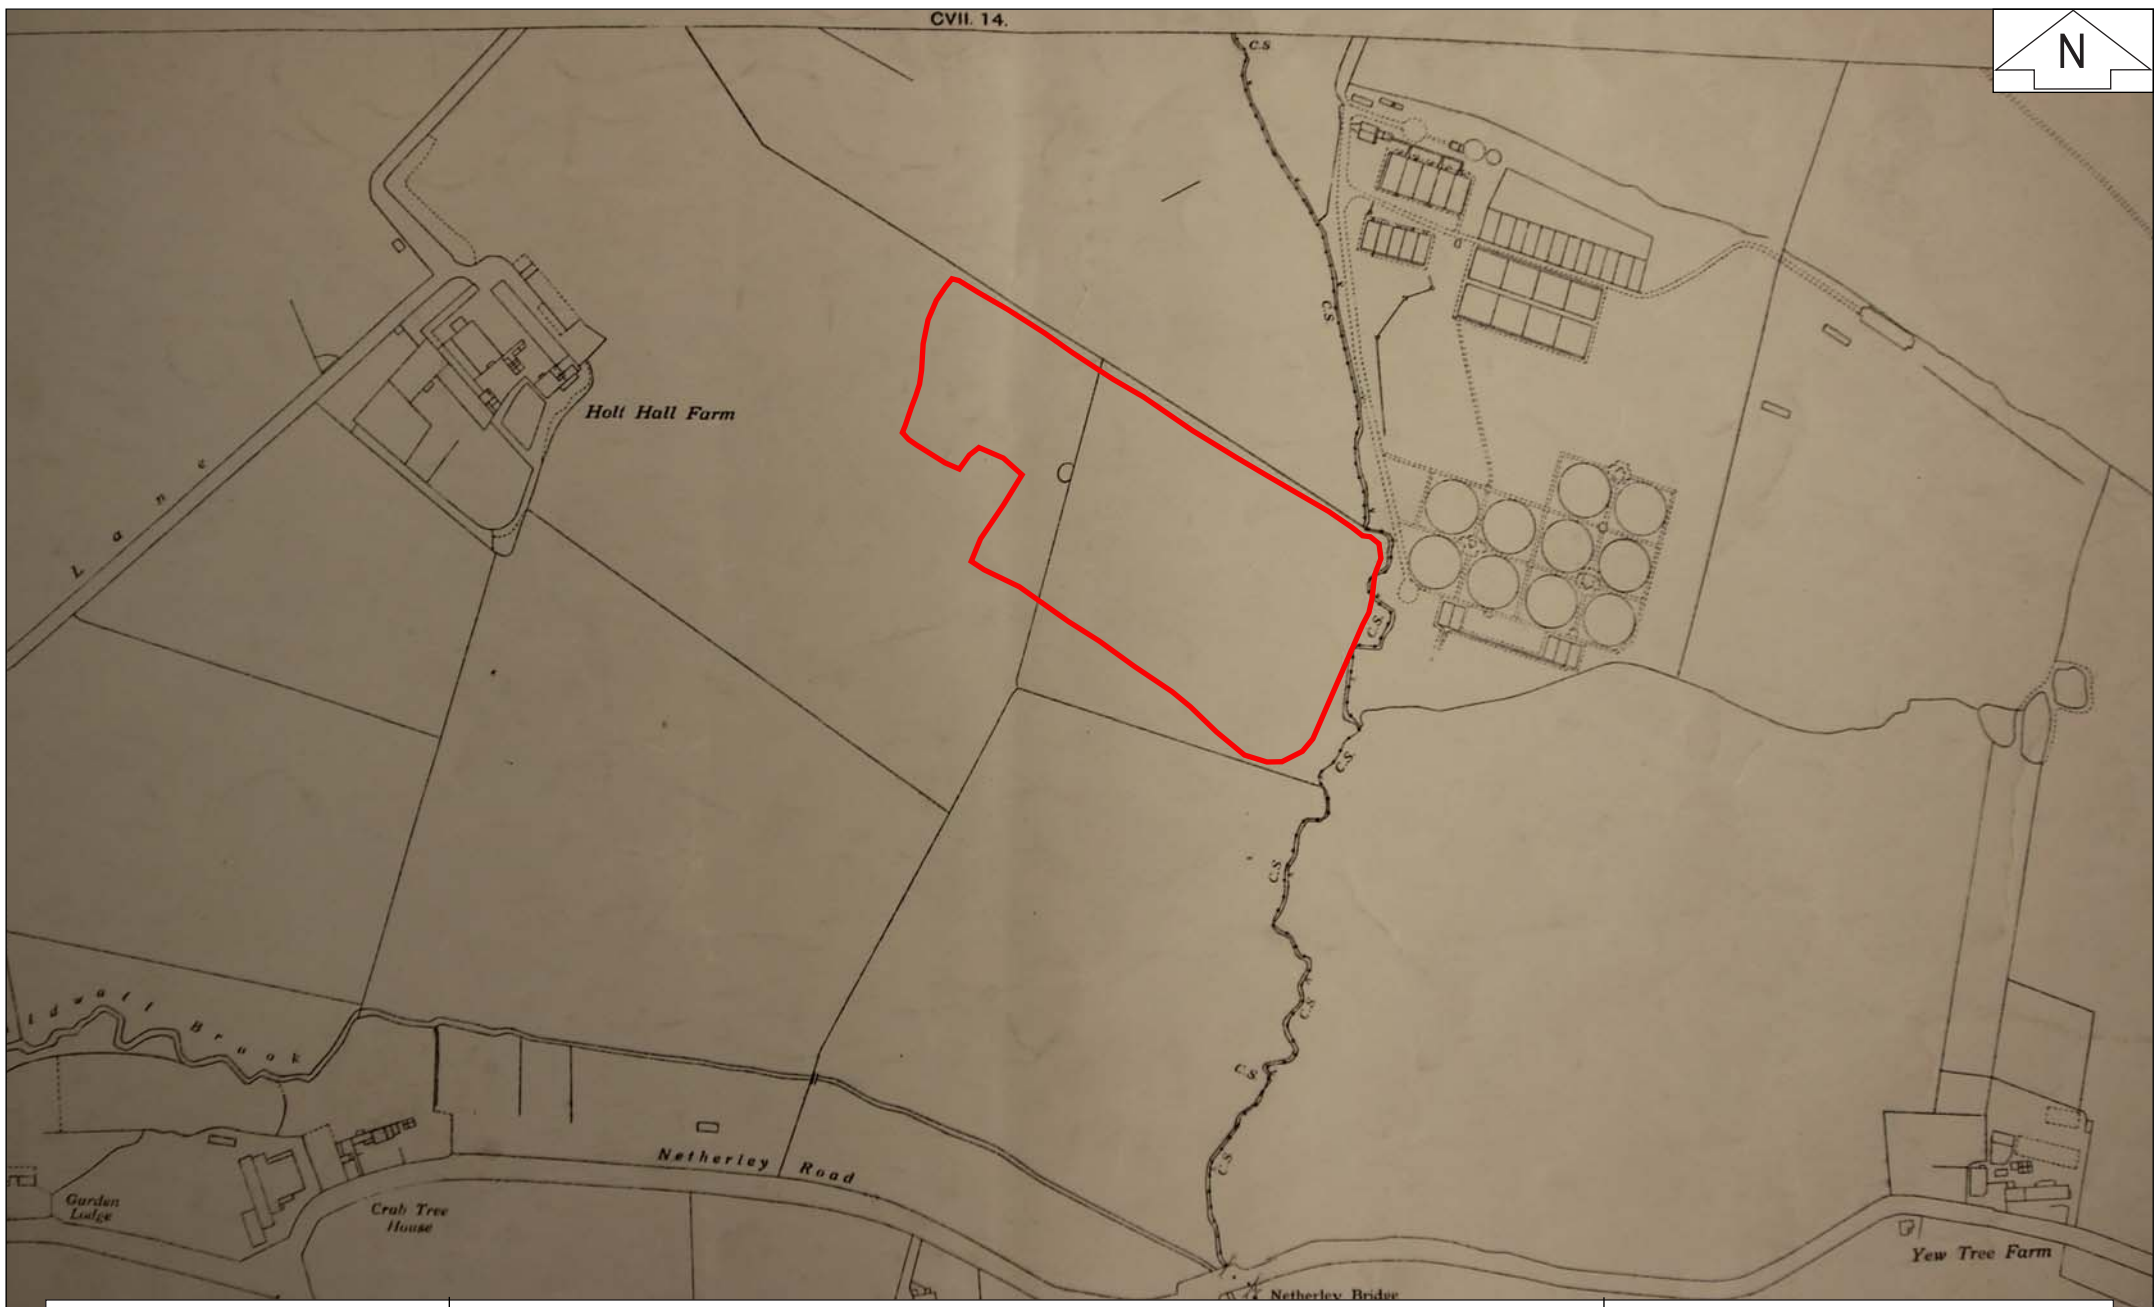 CVII. 14.
N
C.S
C.S
Holt Hall Farm
Lane
C.S
C.S
C.S
C.S
ldwall Brook
C.S
C.S
Netherley Road
Garden
Lodge
Crab Tree
House
Yew Tree Farm
Netherley Bridge